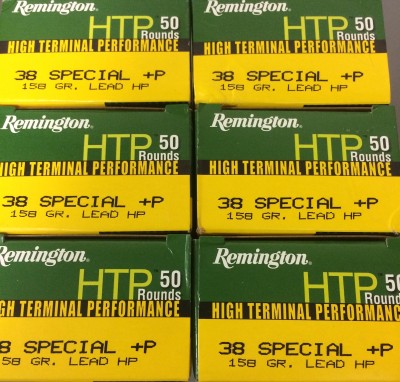 Remington®
HTP 50
Rounds
HIGH TERMINAL PERFORMANCE
38 SPECIAL +P
158 GR. LEAD HP
Remington®
HTP 50
Rounds
HIGH TERMINAL PERFORMANCE
38 SPECIAL +P
158 GR. LEAD HP
Remington®
HTP 50
Rounds
HIGH TERMINAL PERFORMANCE
38 SPECIAL +P
158 GR. LEAD HP
Remington®
HTP 50
Rounds
HIGH TERMINAL PERFORMANCE
38 SPECIAL +P
158 GR. LEAD HP
Remington®
HTP 50
Rounds
HIGH TERMINAL PERFORMANCE
8 SPECIAL +P
58 GR. LEAD HP
Remington®
HTP 50
Rounds
HIGH TERMINAL PERFORMANCE
38 SPECIAL +P
158 GR. LEAD HP